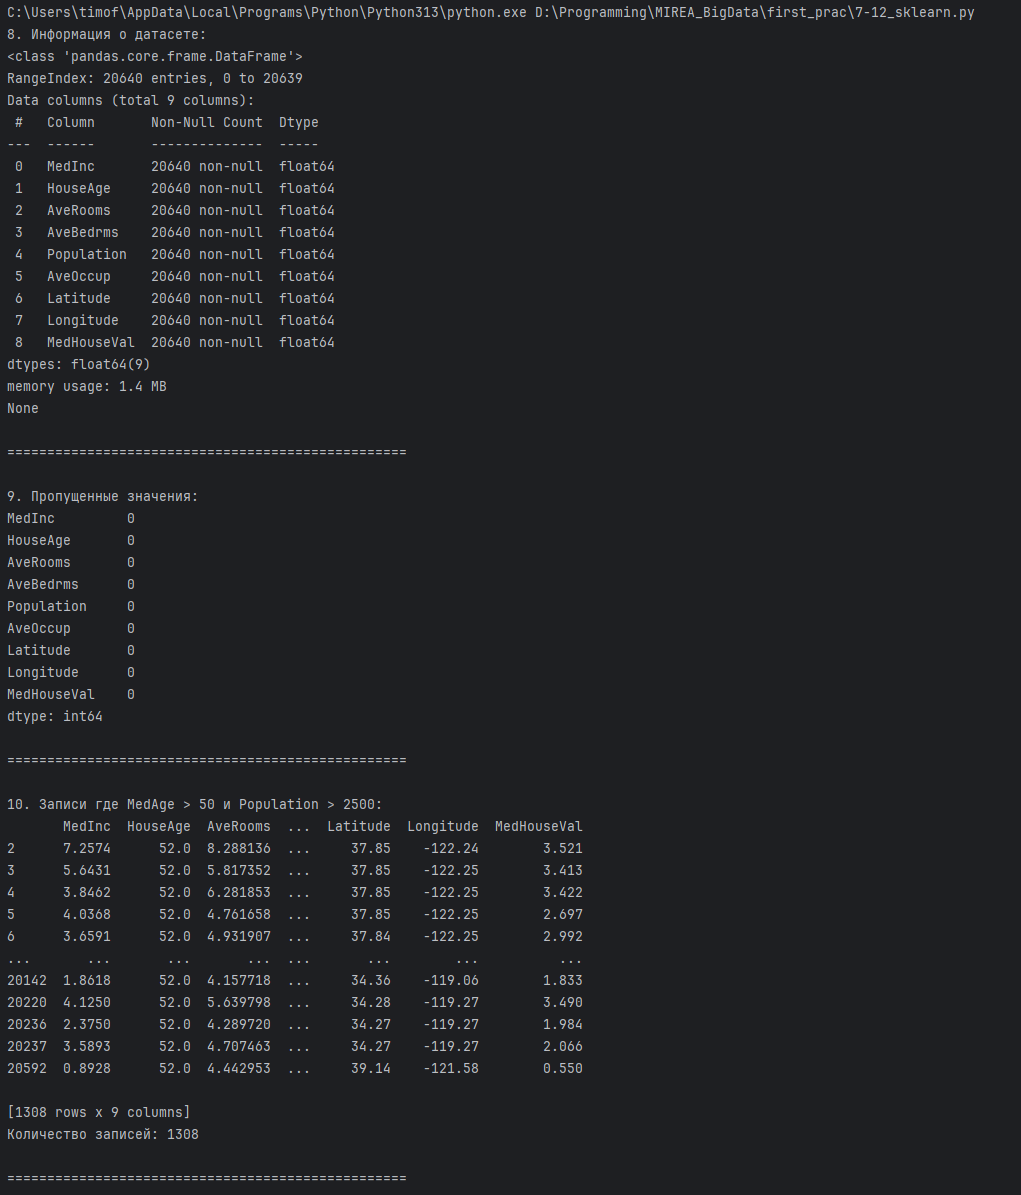 C:\Users\timof\AppData\Local\Programs\Python\Python313\python.exe D:\Programming\MIREA_BigData\first_prac\7-12_sklearn.py
8. Информация о датасете:
<class 'pandas.core.frame.DataFrame'>
RangeIndex: 20640 entries, 0 to 20639
Data columns (total 9 columns):
 #   Column       Non-Null Count  Dtype
---  ------       --------------  -----
 0   MedInc       20640 non-null  float64
 1   HouseAge     20640 non-null  float64
 2   AveRooms     20640 non-null  float64
 3   AveBedrms    20640 non-null  float64
 4   Population   20640 non-null  float64
 5   AveOccup     20640 non-null  float64
 6   Latitude     20640 non-null  float64
 7   Longitude    20640 non-null  float64
 8   MedHouseVal  20640 non-null  float64
dtypes: float64(9)
memory usage: 1.4 MB
None
==================================================
9. Пропущенные значения:
MedInc         0
HouseAge       0
AveRooms       0
AveBedrms      0
Population     0
AveOccup       0
Latitude       0
Longitude      0
MedHouseVal    0
dtype: int64
==================================================
10. Записи где MedAge > 50 и Population > 2500:
       MedInc  HouseAge  AveRooms  ...  Latitude  Longitude  MedHouseVal
2      7.2574      52.0  8.288136  ...     37.85    -122.24        3.521
3      5.6431      52.0  5.817352  ...     37.85    -122.25        3.413
4      3.8462      52.0  6.281853  ...     37.85    -122.25        3.422
5      4.0368      52.0  4.761658  ...     37.85    -122.25        2.697
6      3.6591      52.0  4.931907  ...     37.84    -122.25        2.992
...       ...       ...       ...  ...       ...        ...          ...
20142  1.8618      52.0  4.157718  ...     34.36    -119.06        1.833
20220  4.1250      52.0  5.639798  ...     34.28    -119.27        3.490
20236  2.3750      52.0  4.289720  ...     34.27    -119.27        1.984
20237  3.5893      52.0  4.707463  ...     34.27    -119.27        2.066
20592  0.8928      52.0  4.442953  ...     39.14    -121.58        0.550
[1308 rows x 9 columns]
Количество записей: 1308
==================================================